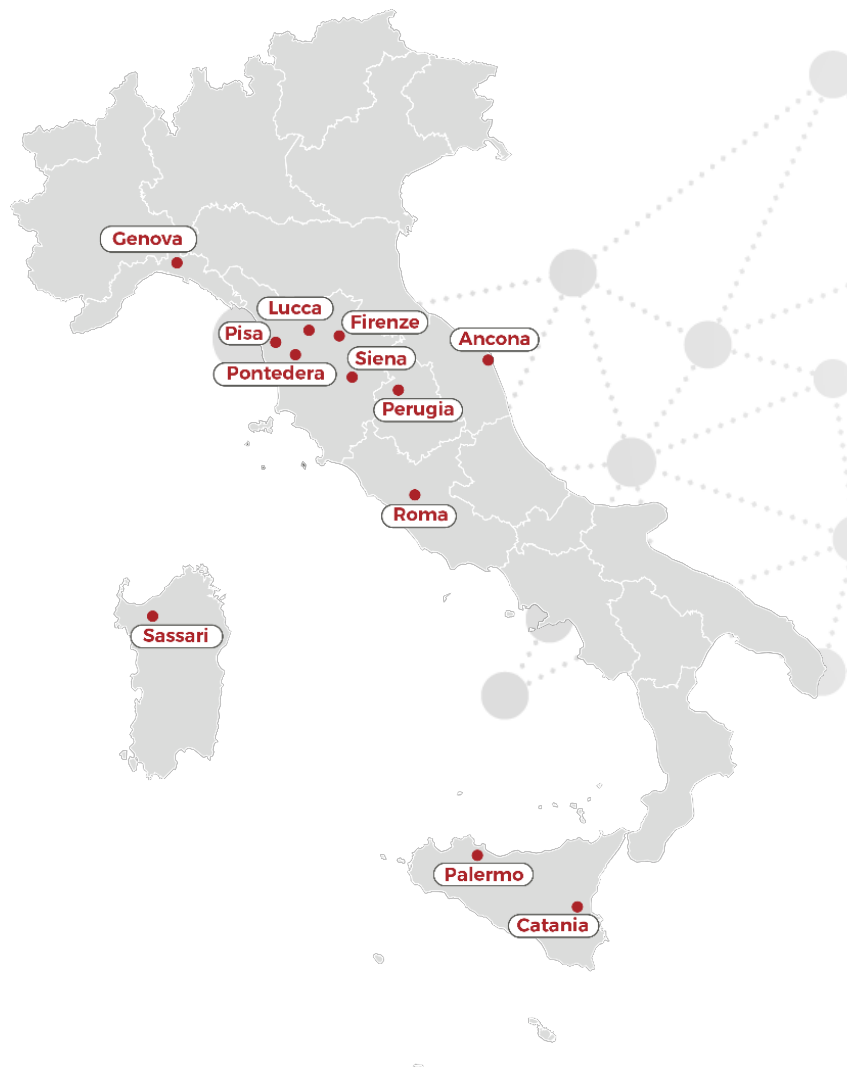 Genova
Lucca
Firenze
Pisa
Ancona
Siena
Pontedera
Perugia
Roma
Sassari
Palermo
Catania